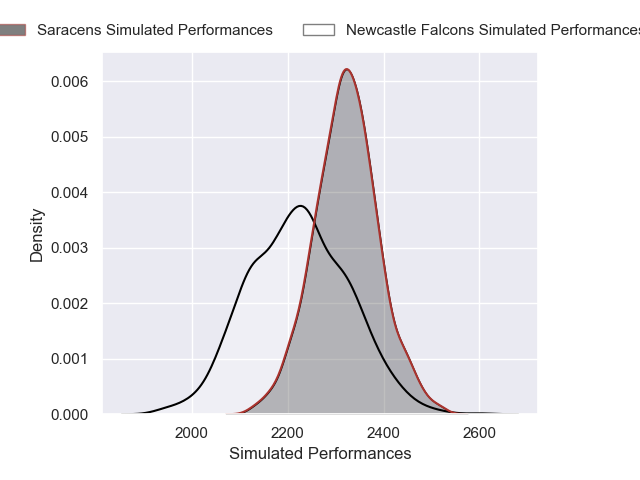 Saracens Simulated Performances
Newcastle Falcons Simulated Performances
0.006
0.005
0.004
0.003
0.002
0.001
0.000
Density
2000 2200 2400 2600
Simulated Performances